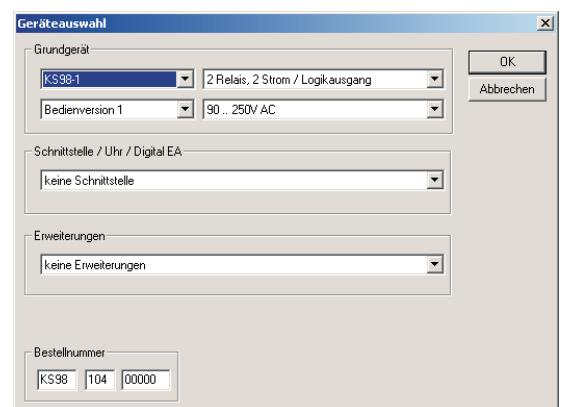 Geräteauswahl
Grundgerät
KS98-1
2 Relais, 2 Strom / Logikausgang
OK
Bedienversion 1
90 .. 250V AC
Abbrechen
Schnittstelle / Uhr / Digital EA
keine Schnittstelle
Erweiterungen
keine Erweiterungen
Bestellnummer
KS98 104 00000